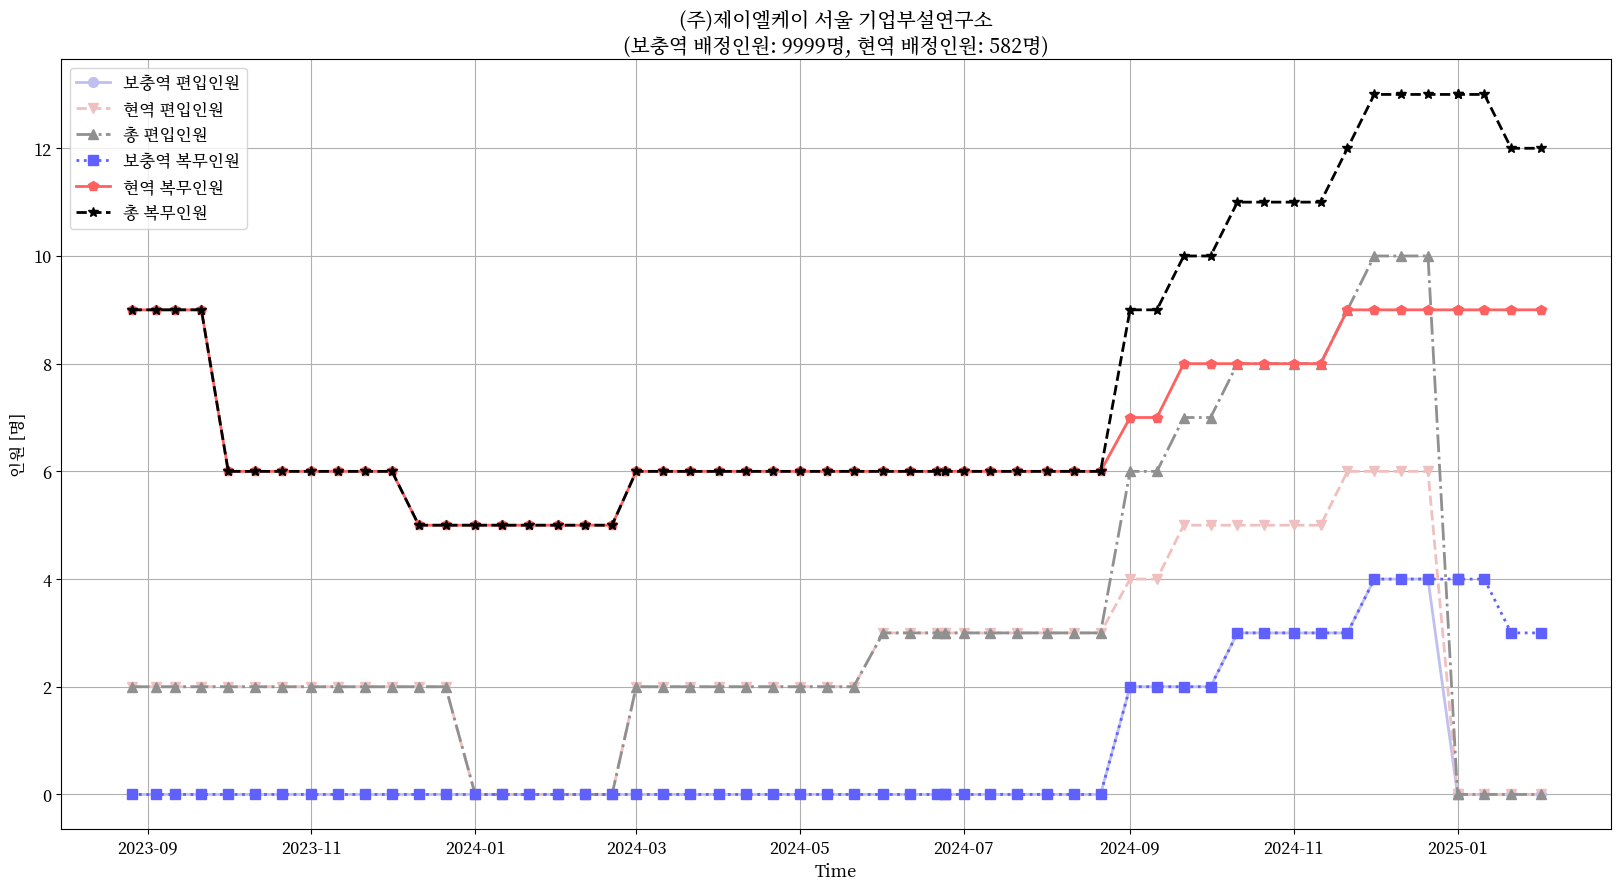 (주)제이엘케이 서울 기업부설연구소
(보충역 배정인원: 9999명, 현역 배정인원: 582명)
보충역 편입인원
현역 편입인원
총 편입인원
보충역 복무인원
현역 복무인원
총 복무인원
인원 [명]
12
10
8
6
4
2
0
2023-09
2023-11
2024-01
2024-03
2024-05
2024-07
2024-09
2024-11
2025-01
Time